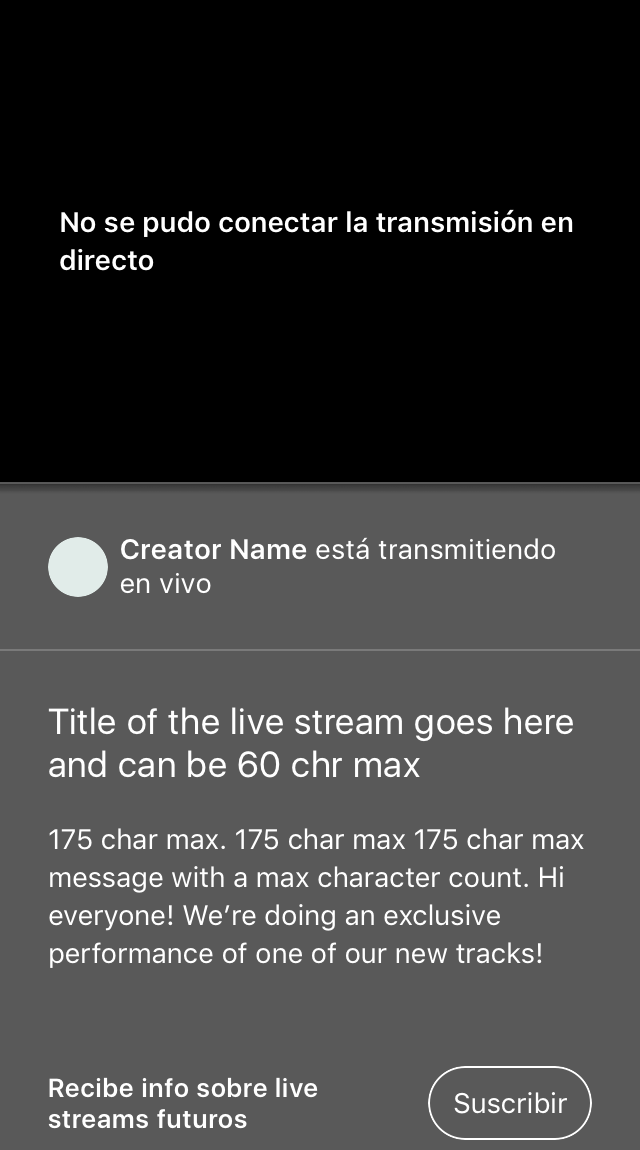 No se pudo conectar la transmisión en
directo
Creator Name está transmitiendo
en vivo
Title of the live stream goes here
and can be 60 chr max
175 char max. 175 char max 175 char max
message with a max character count. Hi
everyone! We’re doing an exclusive
performance of one of our new tracks!
Recibe info sobre live
streams futuros
Suscribir